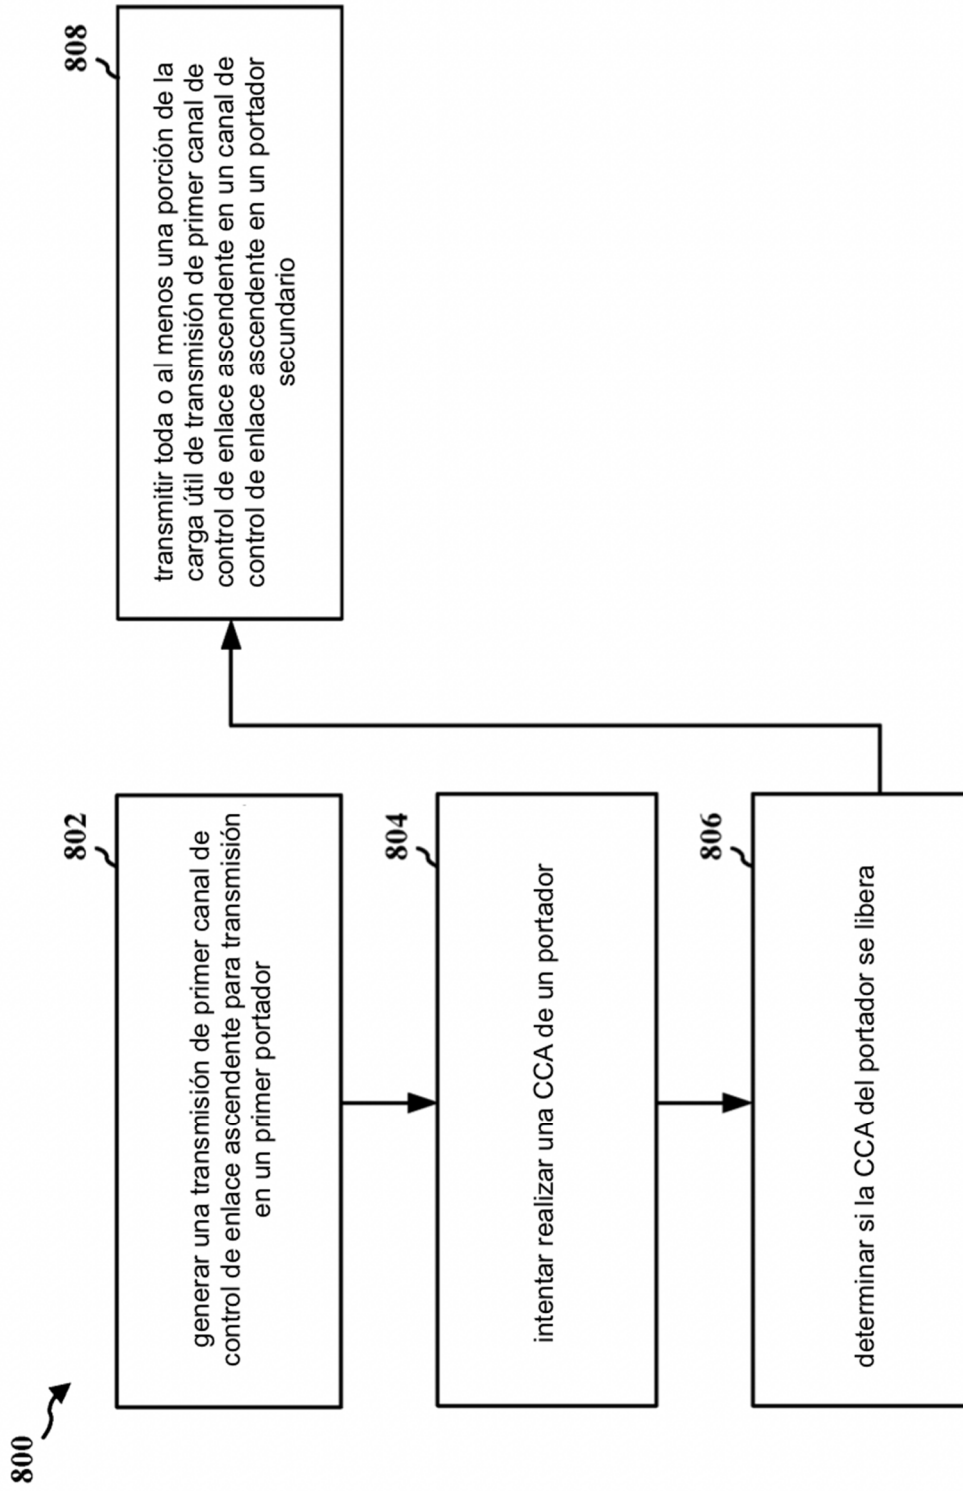 800
802
generar una transmisión de primer canal de
control de enlace ascendente para transmisión
en un primer portador
804
intentar realizar una CCA de un portador
806
determinar si la CCA del portador se libera
808
transmitir toda o al menos una porción de la
carga útil de transmisión de primer canal de
control de enlace ascendente en un canal de
control de enlace ascendente en un portador
secundario